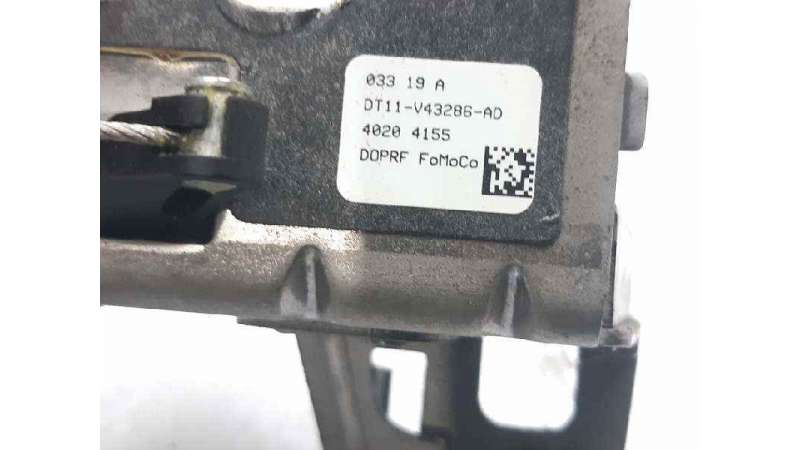 033 19 A
DT11-V43286-AD
4020 4155
DOPRF FoMoCo